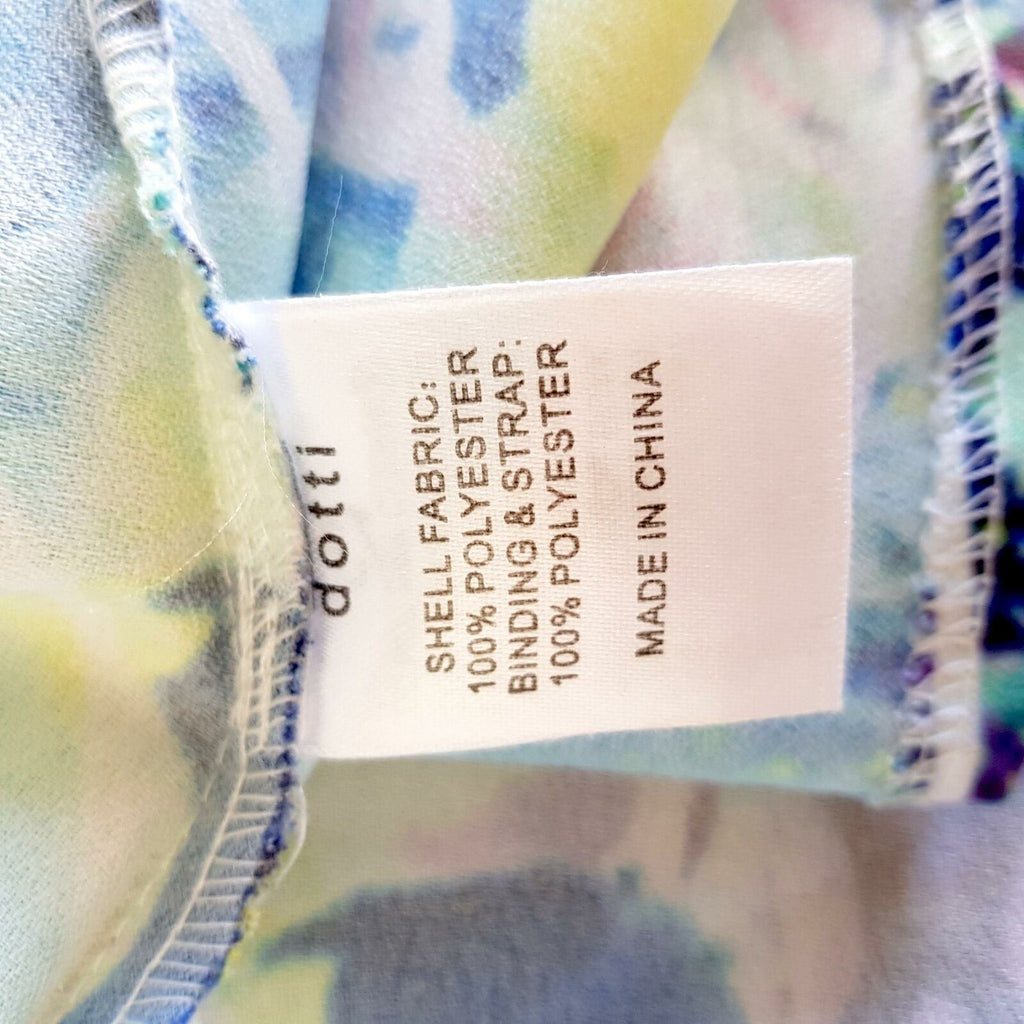 dotti
SHELL FABRIC:
100% POLYESTER
BINDING & STRAP:
100% POLYESTER
MADE IN CHINA